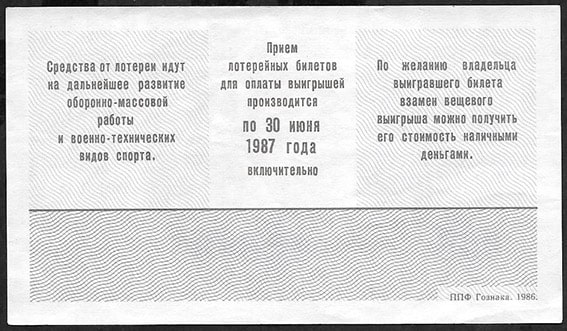 Средства от лотереи идут
на дальнейшее развитие
оборонно-массовой
работы
и военно-технических
видов спорта.
Прием
лотерейных билетов
для оплаты выигрышей
производится
по 30 июня
1987 года
включительно
По желанию владельца
выигравшего билета
взамен вещевого
выигрыша можно получить
его стоимость наличными
деньгами.
ППФ Гознака. 1986.